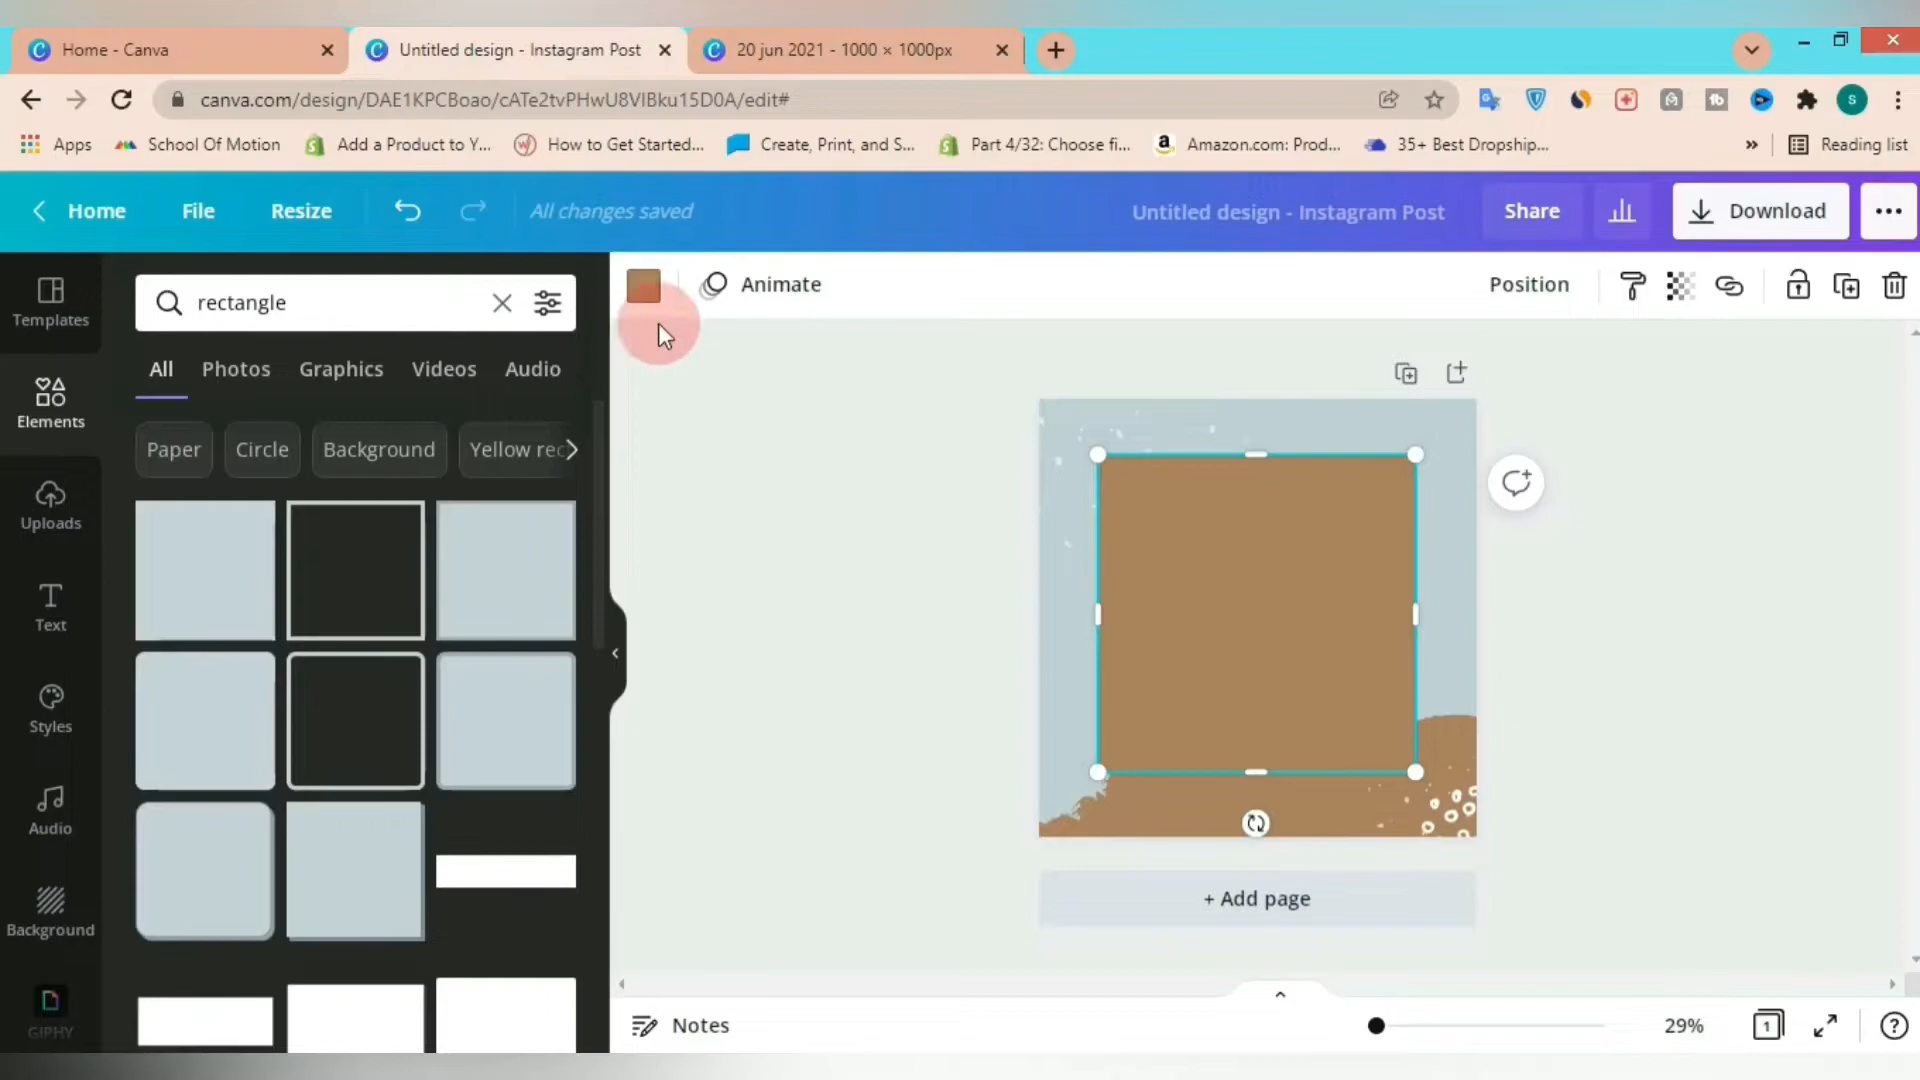 Home - Canva
Untitled design - Instagram Post
20 jun 2021 - 1000 × 1000px
canva.com/design/DAE1KPCBoao/cATe2tvPHwU8VIBku15D0A/edit#
S
Apps
School Of Motion
Add a Product to Y...
How to Get Started...
Create, Print, and S...
Part 4/32: Choose fi...
Amazon.com: Prod...
35+ Best Dropship...
»
Reading list
Home
File
Resize
All changes saved
Untitled design - Instagram Post
Share
Download
Templates
Elements
Uploads
Text
Styles
Audio
Background
GIPHY
rectangle
All
Photos
Graphics
Videos
Audio
Paper
Circle
Background
Yellow rec
Animate
Position
+ Add page
Notes
29%
1
?